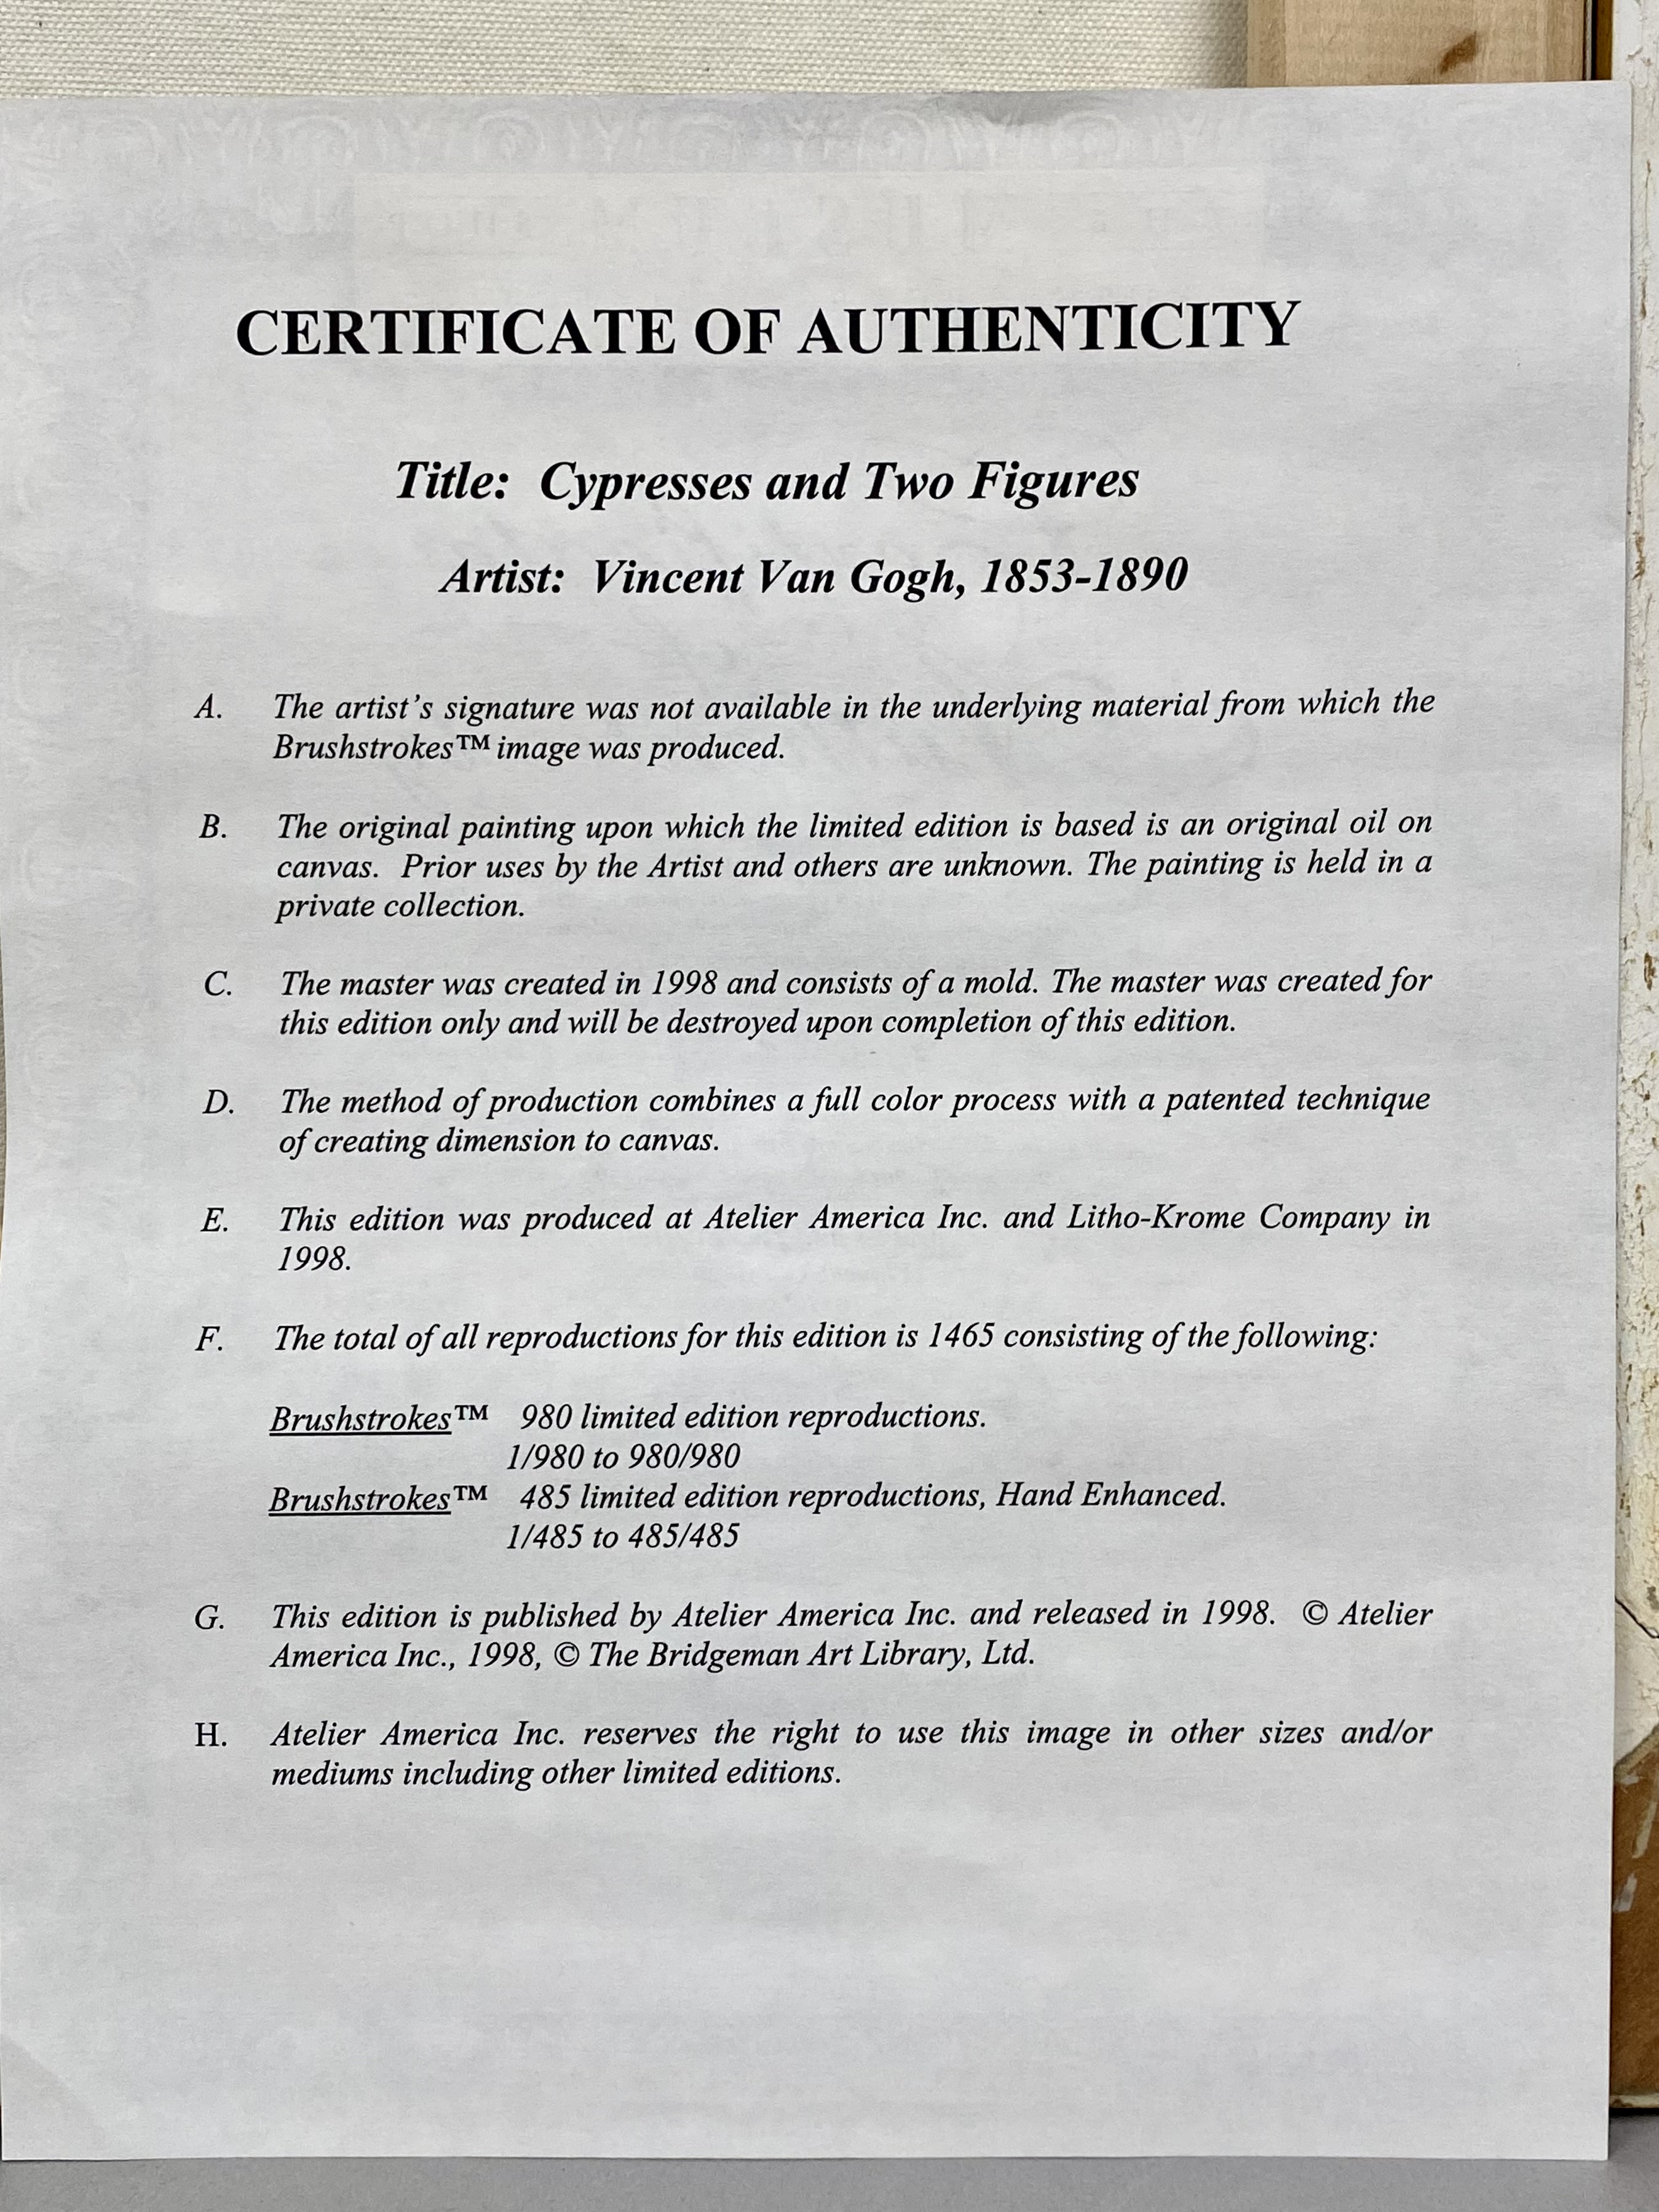 CERTIFICATE OF AUTHENTICITY
Title: Cypresses and Two Figures
Artist: Vincent Van Gogh, 1853-1890
A. The artist's signature was not available in the underlying material from which the
Brushstrokes™ image was produced.
B. The original painting upon which the limited edition is based is an original oil on
canvas. Prior uses by the Artist and others are unknown. The painting is held in a
private collection.
C. The master was created in 1998 and consists of a mold. The master was created for
this edition only and will be destroyed upon completion of this edition.
D. The method of production combines a full color process with a patented technique
of creating dimension to canvas.
E. This edition was produced at Atelier America Inc. and Litho-Krome Company in
1998.
F. The total of all reproductions for this edition is 1465 consisting of the following:
Brushstrokes™ 980 limited edition reproductions.
1/980 to 980/980
Brushstrokes™ 485 limited edition reproductions, Hand Enhanced.
1/485 to 485/485
G. This edition is published by Atelier America Inc. and released in 1998. © Atelier
America Inc., 1998, © The Bridgeman Art Library, Ltd.
H. Atelier America Inc. reserves the right to use this image in other sizes and/or
mediums including other limited editions.